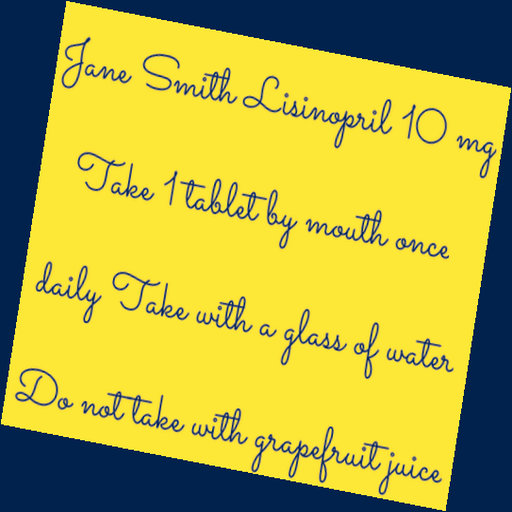 Jane Smith Lisinopril 10 mg
Take 1 tablet by mouth once
daily Take with a glass of water
Do not take with grapefruit juice